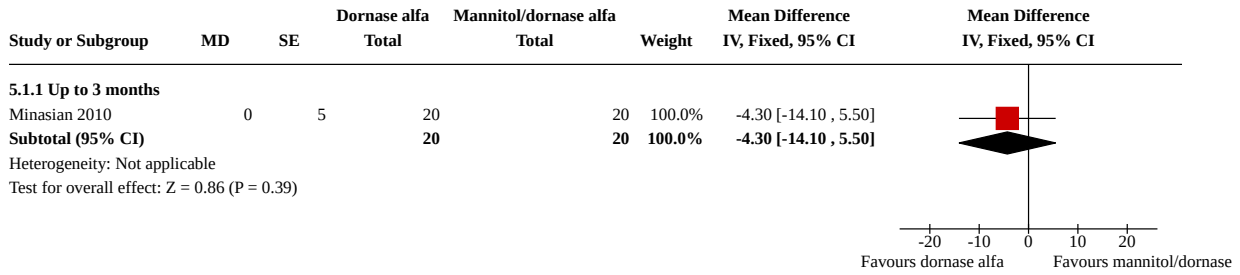 Dornase alfa Mannitol/dornase alfa Mean Difference Mean Difference
Study or Subgroup MD SE Total Total Weight IV, Fixed, 95% CI IV, Fixed, 95% CI
5.1.1 Up to 3 months
Minasian 2010 0 5 20 20 100.0% -4.30 [-14.10 , 5.50]
Subtotal (95% CI) 20 20 100.0% -4.30 [-14.10 , 5.50]
Heterogeneity: Not applicable
Test for overall effect: Z = 0.86 (P = 0.39)
-20 -10 0 10 20
Favours dornase alfa Favours mannitol/dornase